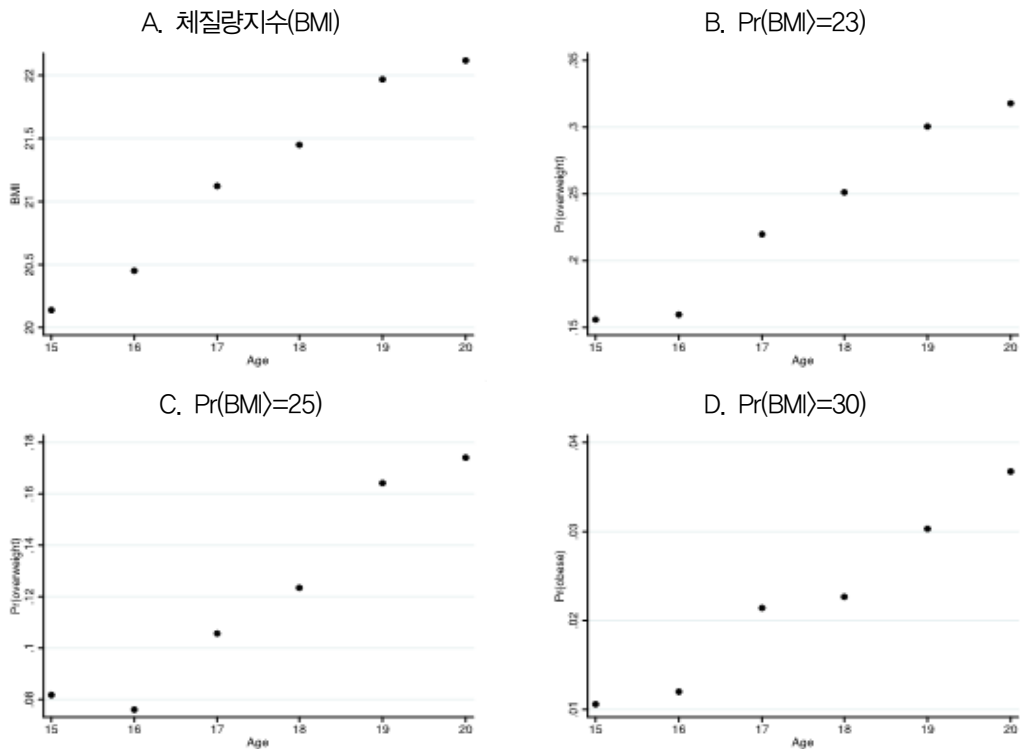 A. 체질량지수(BMI)
BMI
22
21.5
21
20.5
20
15 16 17 18 19 20
Age
B. Pr(BMI>=23)
Pr(overweight)
.35
.3
.25
.2
.15
15 16 17 18 19 20
Age
C. Pr(BMI>=25)
Pr(overweight)
.18
.16
.14
.12
.1
.08
15 16 17 18 19 20
Age
D. Pr(BMI>=30)
Pr(obese)
.04
.03
.02
.01
15 16 17 18 19 20
Age